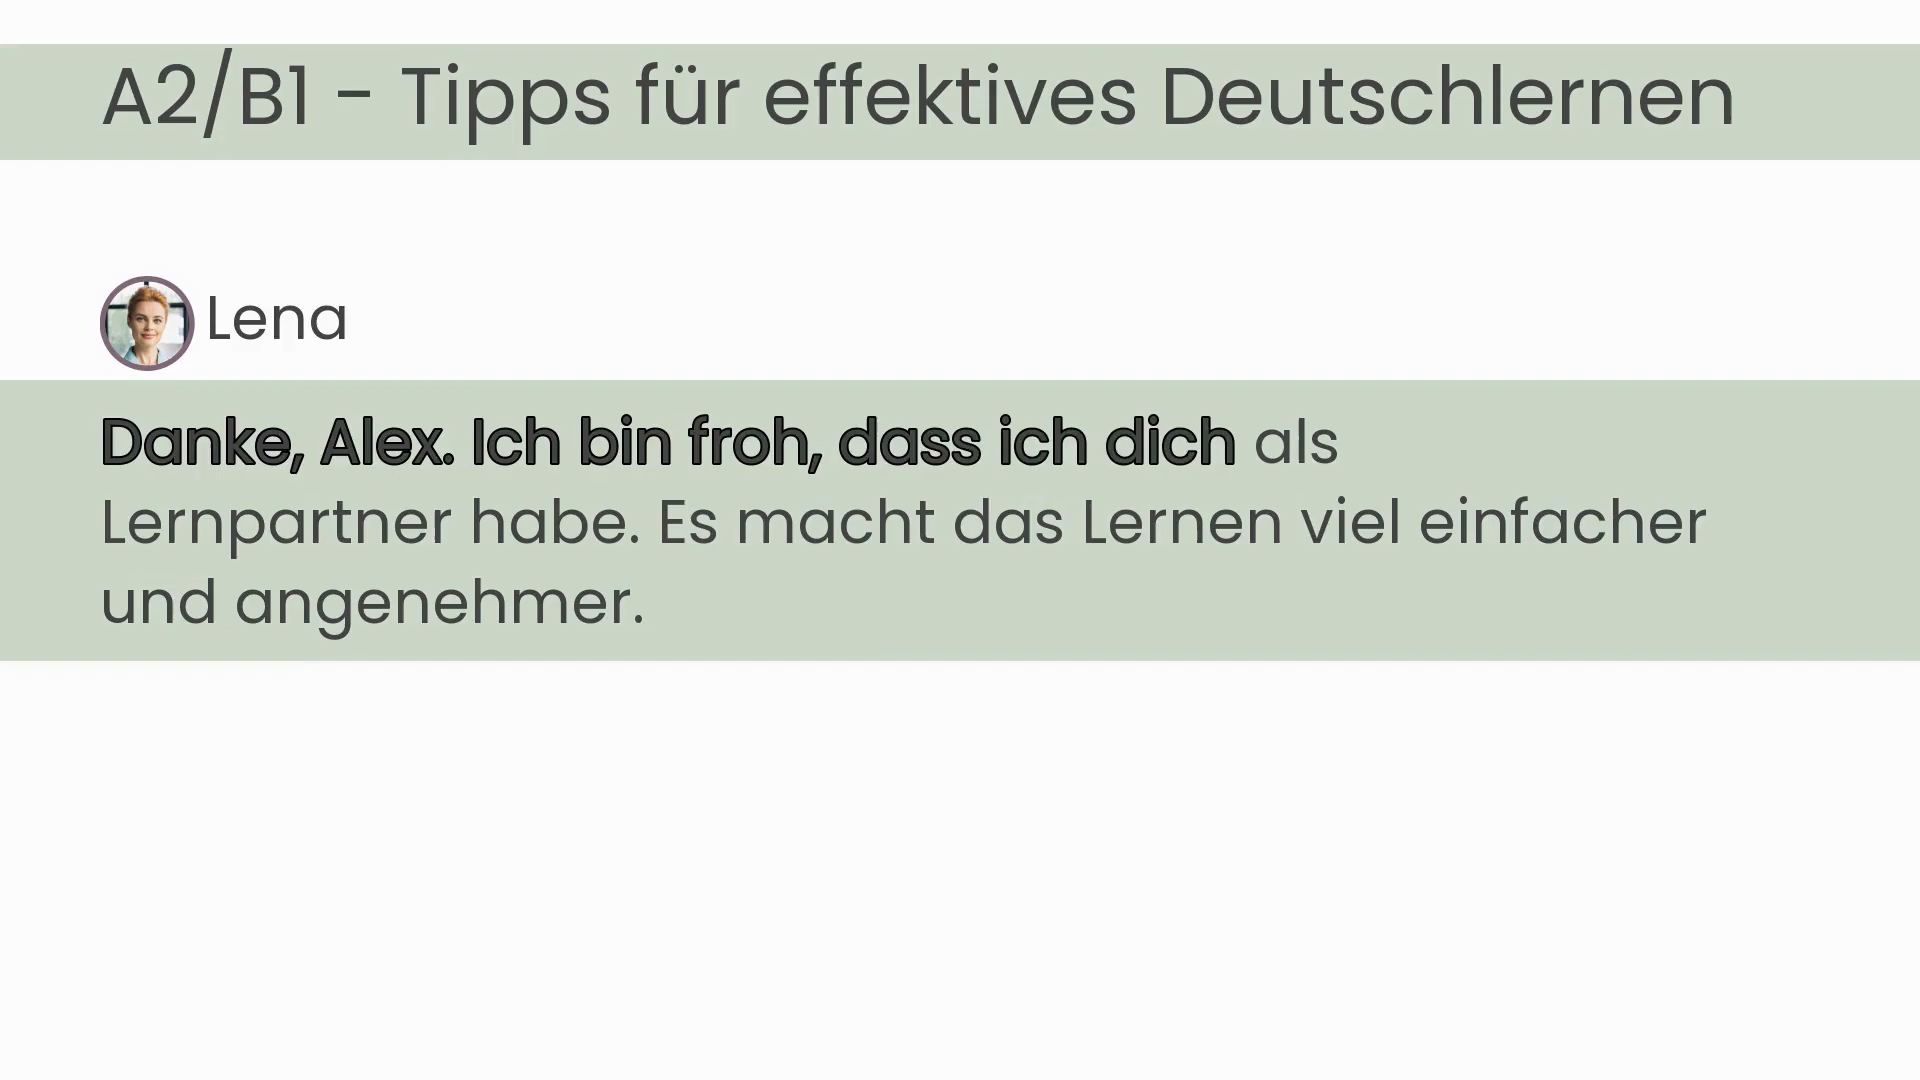 A2/B1 - Tipps für effektives Deutschlernen
Lena
Danke, Alex. Ich bin froh, dass ich dich als
Lernpartner habe. Es macht das Lernen viel einfacher
und angenehmer.